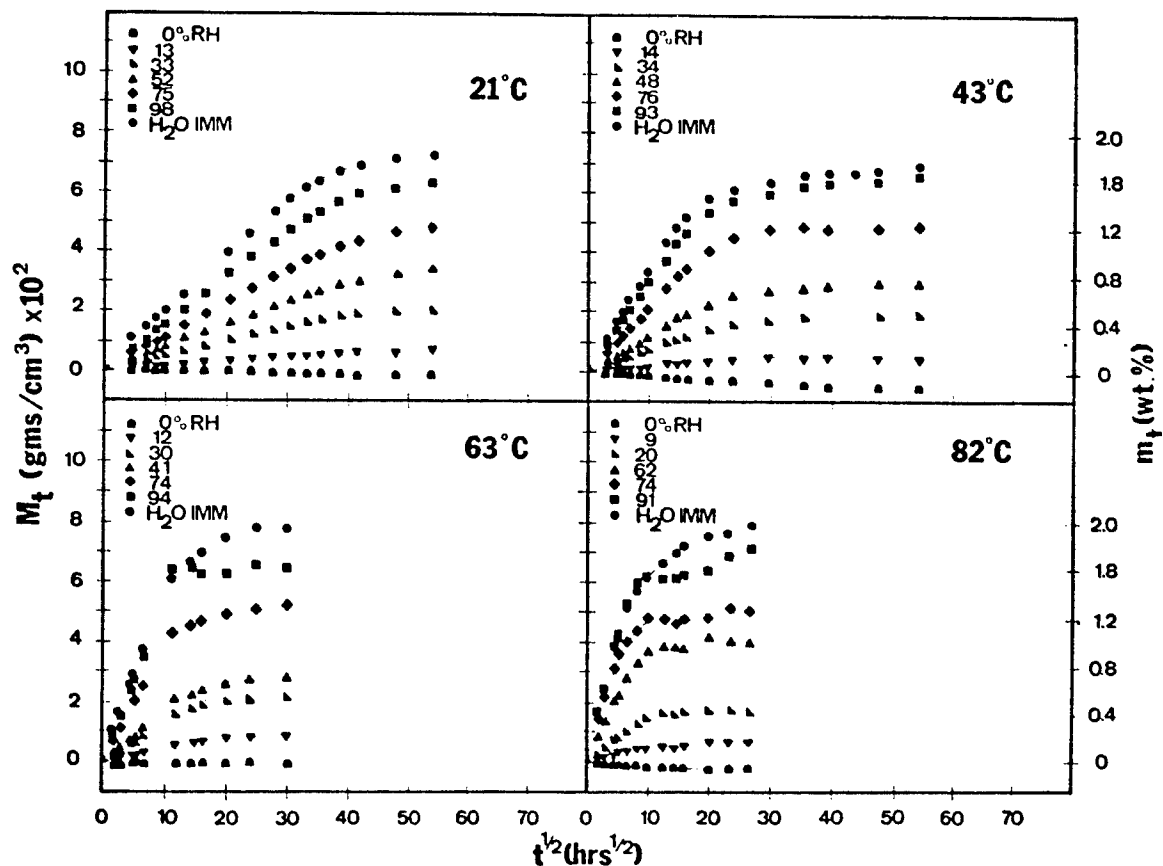 0% RH
13
33
52
75
98
H2O IMM
21°C
10
8
6
4
2
0
0% RH
14
34
48
76
93
H2O IMM
43°C
2.0
1.8
1.2
0.8
0.4
0
0% RH
12
30
41
74
94
H2O IMM
63°C
10
8
6
4
2
0
0% RH
9
20
62
74
91
H2O IMM
82°C
2.0
1.8
1.2
0.8
0.4
0
Mt (gms/cm3) x102
mt (wt.%)
0 10 20 30 40 50 60 70
0 10 20 30 40 50 60 70
t1/2 (hrs1/2)